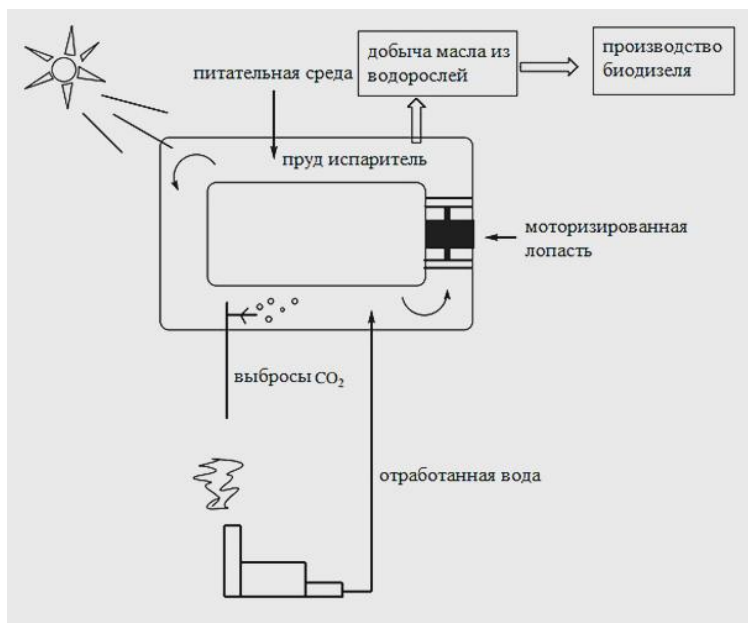 добыча масла из
водорослей
производство
биодизеля
питательная среда
пруд испаритель
моторизированная
лопасть
выбросы CO₂
отработанная вода